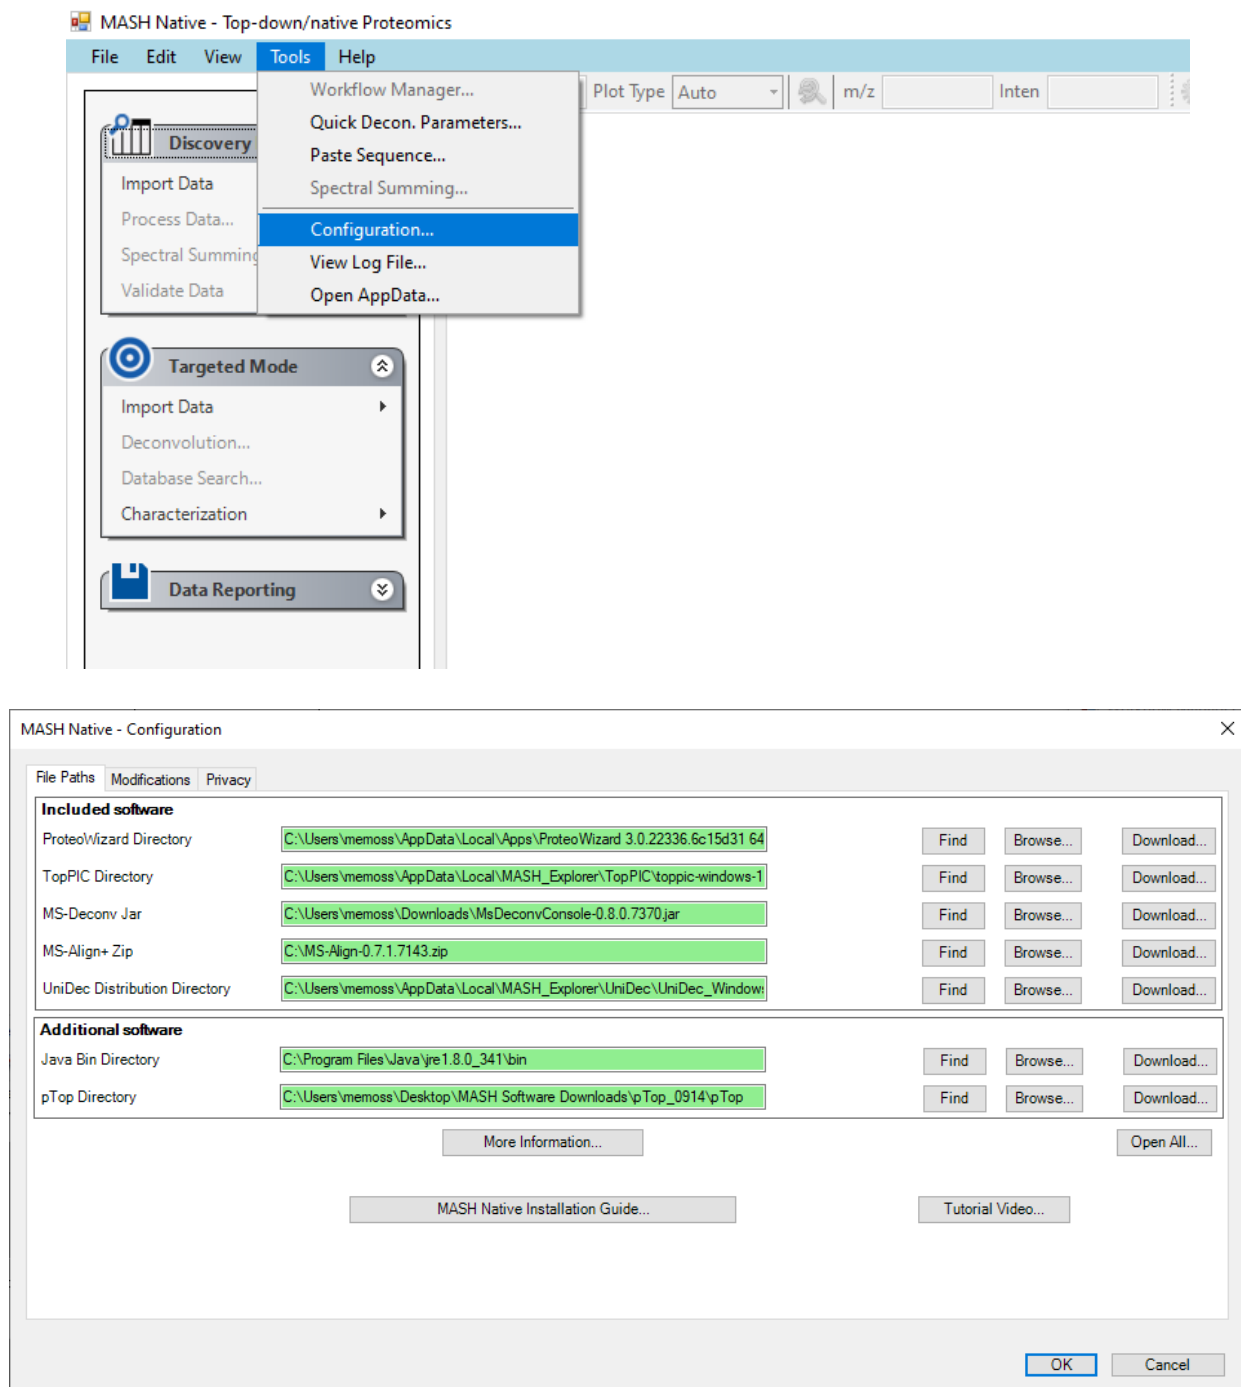 MASH Native - Top-down/native Proteomics
File Edit View Tools Help
Workflow Manager...
Plot Type Auto m/z Inten
Quick Decon. Parameters...
Discovery
Paste Sequence...
Import Data
Spectral Summing...
Process Data...
Configuration...
Spectral Summing
View Log File...
Validate Data
Open AppData...
Targeted Mode
Import Data
Deconvolution...
Database Search...
Characterization
Data Reporting
MASH Native - Configuration
File Paths Modifications Privacy
Included software
ProteoWizard Directory C:\Users\memoss\AppData\Local\Apps\ProteoWizard 3.0.22336.6c15d31 64 Find Browse... Download...
TopPIC Directory C:\Users\memoss\AppData\Local\MASH_Explorer\TopPIC\toppic-windows-1 Find Browse... Download...
MS-Deconv Jar C:\Users\memoss\Downloads\MsDeconvConsole-0.8.0.7370.jar Find Browse... Download...
MS-Align+ Zip C:\MS-Align-0.7.1.7143.zip Find Browse... Download...
UniDec Distribution Directory C:\Users\memoss\AppData\Local\MASH_Explorer\UniDec\UniDec_Window Find Browse... Download...
Additional software
Java Bin Directory C:\Program Files\Java\jre1.8.0_341\bin Find Browse... Download...
pTop Directory C:\Users\memoss\Desktop\MASH Software Downloads\pTop_0914\pTop Find Browse... Download...
More Information... Open All...
MASH Native Installation Guide... Tutorial Video...
OK Cancel